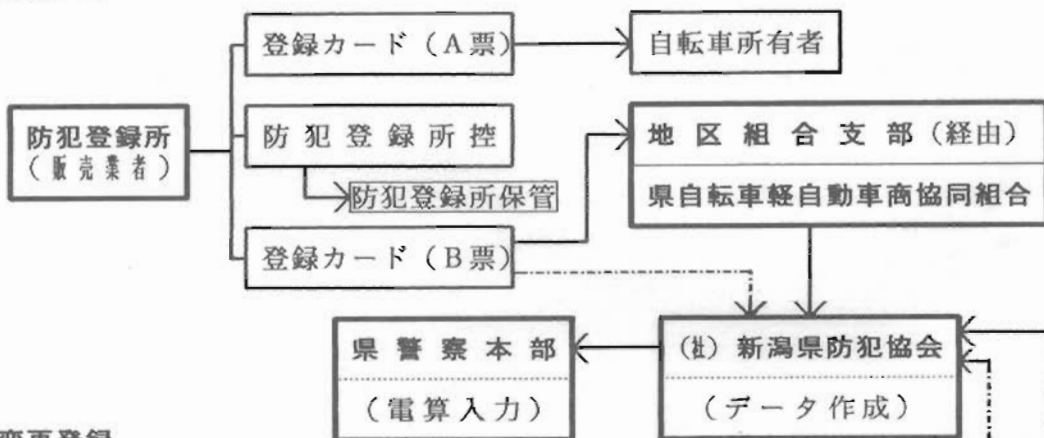 登録カード（A票）
自転車所有者
防犯登録所
（販売業者）
防犯登録所控
地区組合支部（経由）
防犯登録所保管
県自転車軽自動車商協同組合
登録カード（B票）
県警察本部
(社) 新潟県防犯協会
（電算入力）
（データ作成）
変更登録